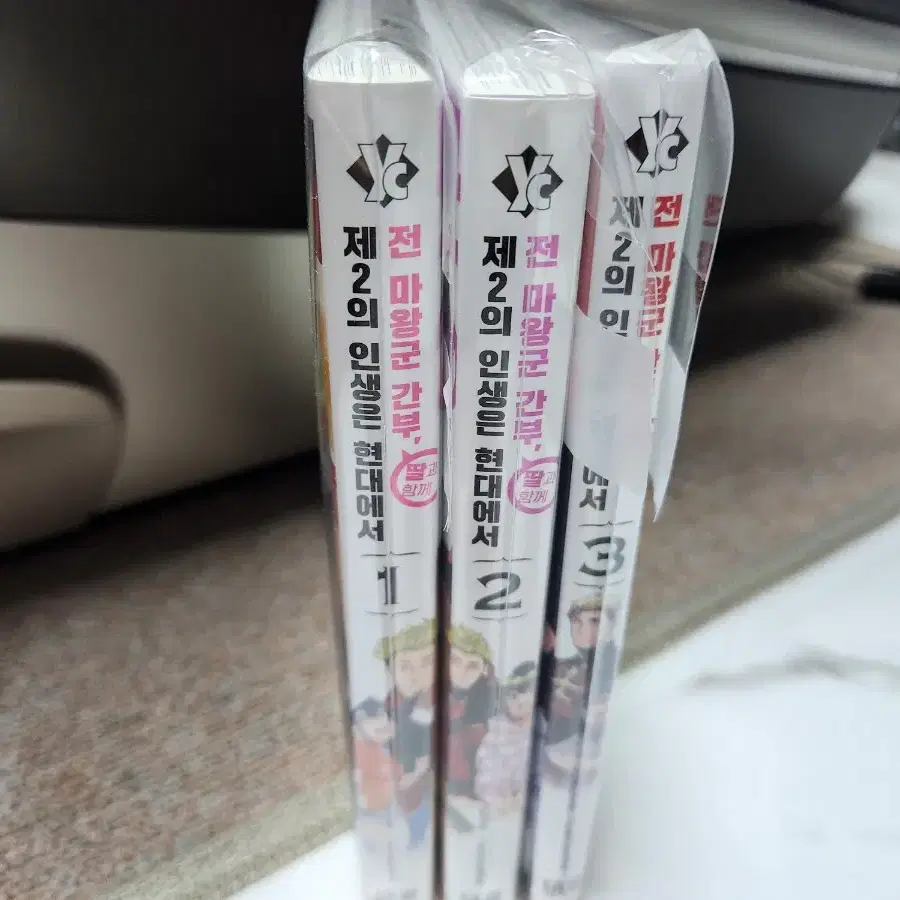 YC
전 마왕군 간부, 딸과 함께
제2의 인생은 현대에서
1
YC
전 마왕군 간부, 딸과 함께
제2의 인생은 현대에서
2
YC
전 마왕군
제2의 인
에서
3